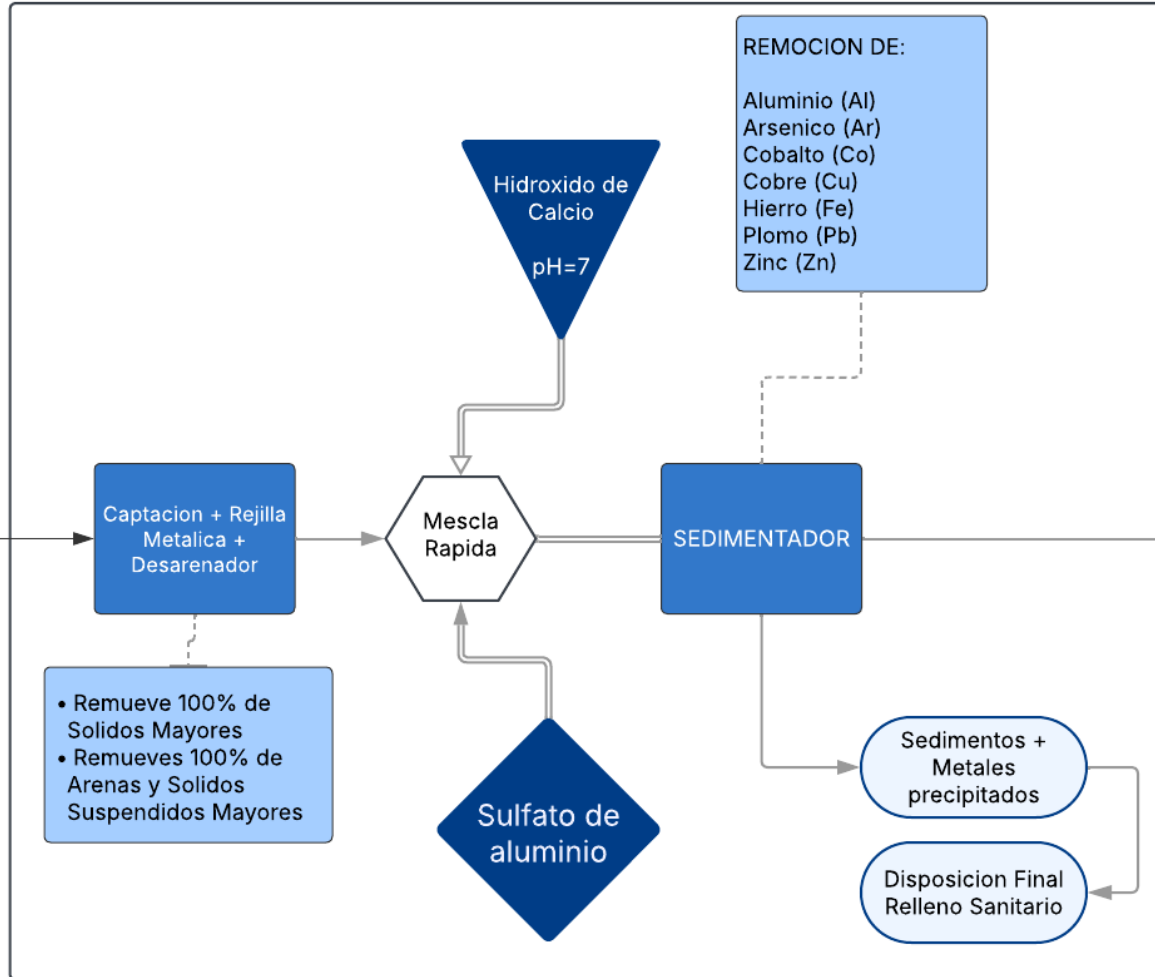 REMOCION DE:
Aluminio (Al)
Arsenico (Ar)
Cobalto (Co)
Cobre (Cu)
Hierro (Fe)
Plomo (Pb)
Zinc (Zn)
Hidroxido de
Calcio
pH=7
Captacion + Rejilla
Metalica +
Desarenador
Mescla
Rapida
SEDIMENTADOR
• Remueve 100% de
Solidos Mayores
• Remueves 100% de
Arenas y Solidos
Suspendidos Mayores
Sulfato de
aluminio
Sedimentos +
Metales
precipitados
Disposicion Final
Relleno Sanitario